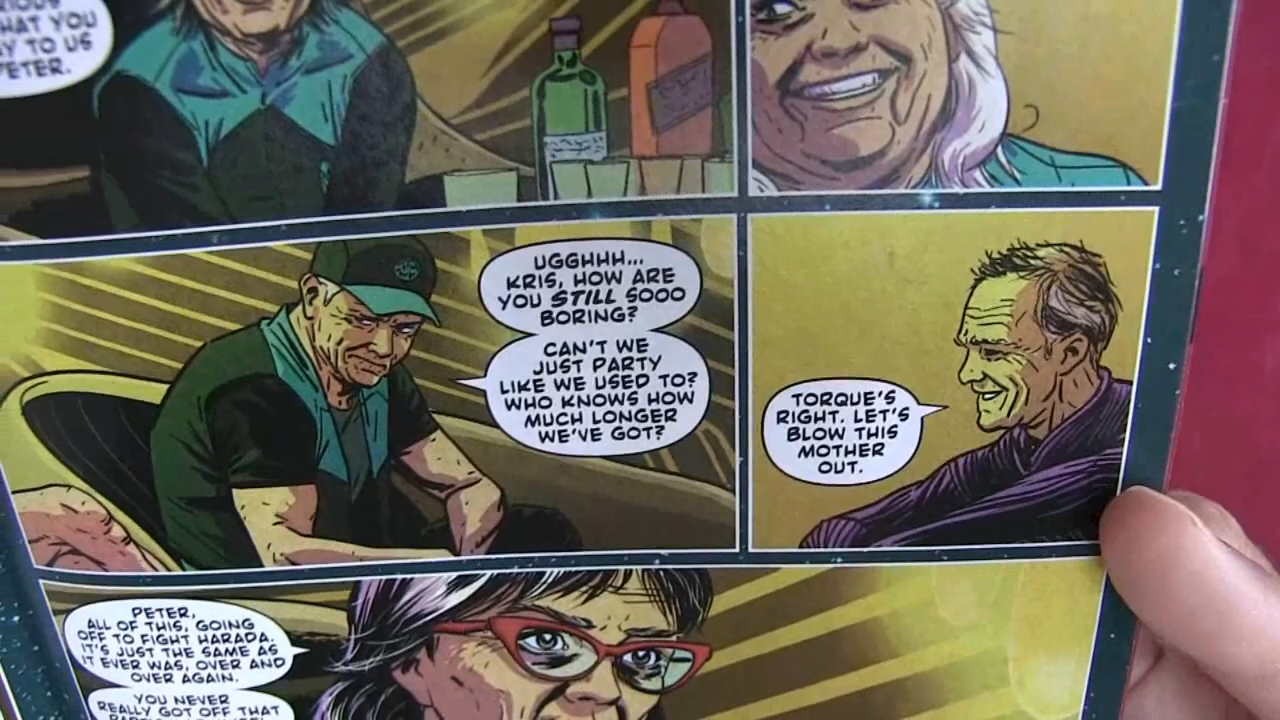 HAT YOU
TO US
PETER.
UGGHHH...
KRIS, HOW ARE
YOU STILL SOOO
BORING?
CAN'T WE
JUST PARTY
LIKE WE USED TO?
WHO KNOWS HOW
MUCH LONGER
WE'VE GOT?
TORQUE'S
RIGHT. LET'S
BLOW THIS
MOTHER
OUT.
PETER,
ALL OF THIS, GOING
OFF TO FIGHT HARADA.
IT'S JUST THE SAME AS
IT EVER WAS, OVER AND
OVER AGAIN.
YOU NEVER
REALLY GOT OFF THAT